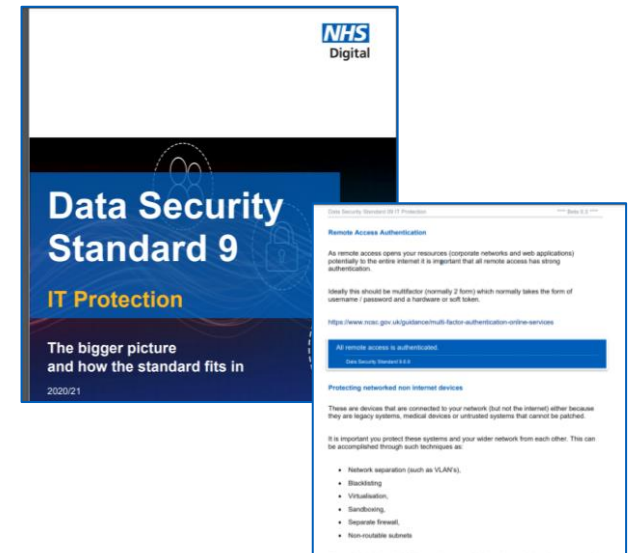 NHS
Digital
Data Security
Standard 9
IT Protection
The bigger picture
and how the standard fits in
2020/21
Data Security Standard 09 IT Protection
**** Beta 0.3 ****
Remote Access Authentication
As remote access opens your resources (corporate networks and web applications)
potentially to the entire internet it is important that all remote access has strong
authentication.
Ideally this should be multifactor (normally 2 form) which normally takes the form of
username / password and a hardware or soft token.
https://www.ncsc.gov.uk/guidance/multi-factor-authentication-online-services
All remote access is authenticated.
Data Security Standard 9.6.6
Protecting networked non internet devices
These are devices that are connected to your network (but not the internet) either because
they are legacy systems, medical devices or untrusted systems that cannot be patched.
It is important you protect these systems and your wider network from each other. This can
be accomplished through such techniques as:
• Network separation (such as VLAN's),
• Blacklisting
• Virtualisation,
• Sandboxing,
• Separate firewall,
• Non-routable subnets